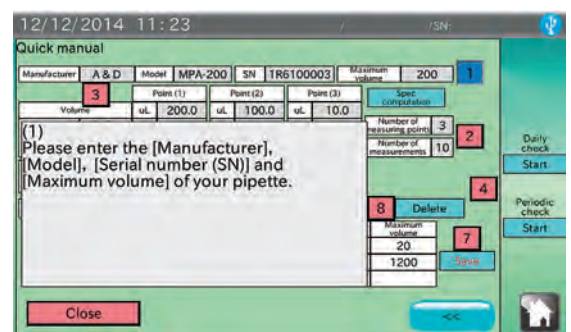 12/12/2014 11:23 / /SN:
Quick manual
Manufacturer A & D Model MPA-200 SN 1R6100003 Maximum volume 200 1
3 Point (1) Point (2) Point (3) Spec. computation
Volume uL 200.0 uL 100.0 uL 10.0
Number of measuring points 3
2
Number of measurements 10
(1)
Please enter the [Manufacturer],
[Model], [Serial number (SN)] and
[Maximum volume] of your pipette.
Daily check
Start
4
Periodic check
Start
8 Delete
Maximum volume
20
7
1200 Save
Close <<